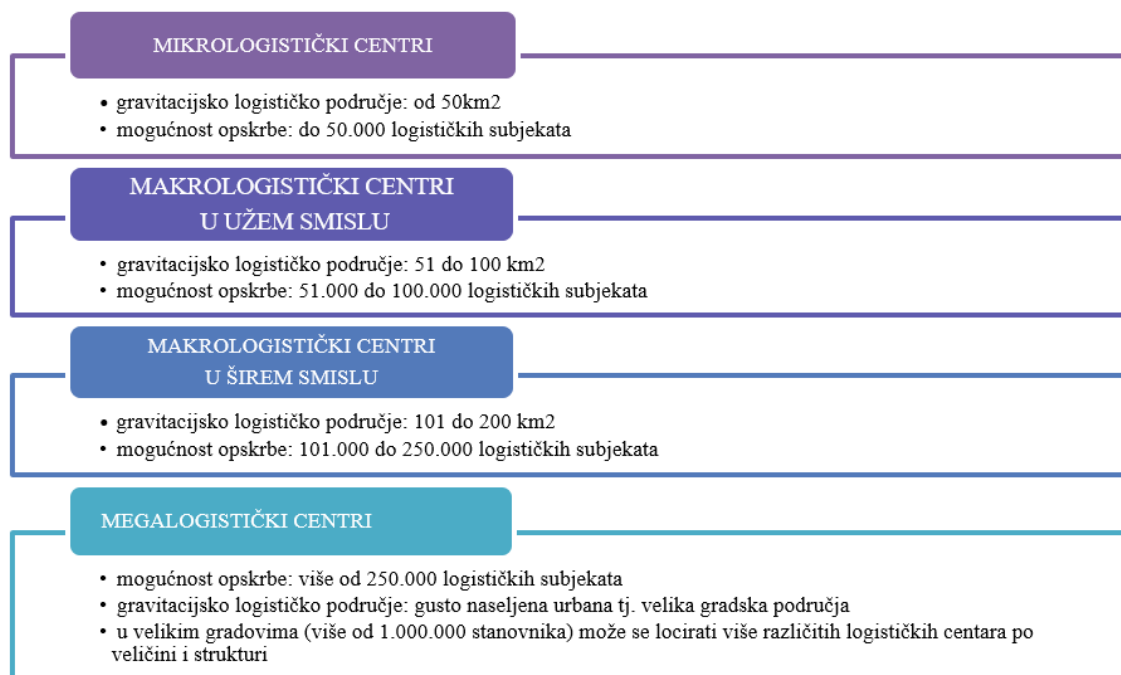 MIKROLOGISTIČKI CENTRI
• gravitacijsko logističko područje: od 50km2
• mogućnost opskrbe: do 50.000 logističkih subjekata
MAKROLOGISTIČKI CENTRI
U UŽEM SMISLU
• gravitacijsko logističko područje: 51 do 100 km2
• mogućnost opskrbe: 51.000 do 100.000 logističkih subjekata
MAKROLOGISTIČKI CENTRI
U ŠIREM SMISLU
• gravitacijsko logističko područje: 101 do 200 km2
• mogućnost opskrbe: 101.000 do 250.000 logističkih subjekata
MEGALOGISTIČKI CENTRI
• mogućnost opskrbe: više od 250.000 logističkih subjekata
• gravitacijsko logističko područje: gusto naseljena urbana tj. velika gradska područja
• u velikim gradovima (više od 1.000.000 stanovnika) može se locirati više različitih logističkih centara po
veličini i strukturi